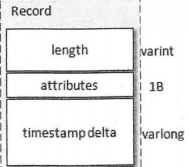 Record
length varint
attributes 1B
timestamp delta varlong